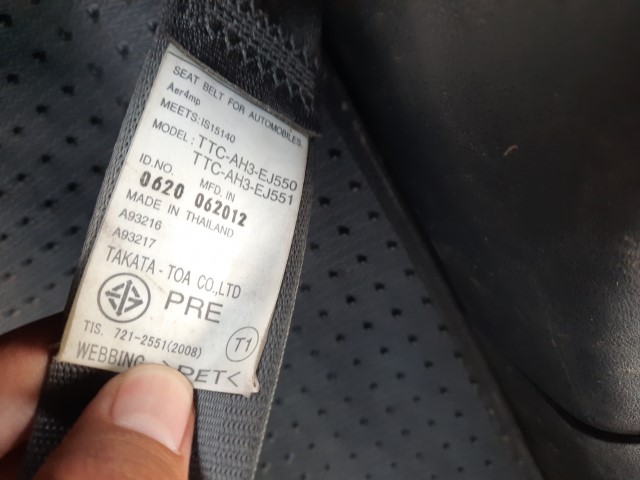 SEAT BELT FOR AUTOMOBILES.
Aer4mp
MEETS:IS15140
MODEL: TTC-AH3-EJ550
TTC-AH3-EJ551
ID.NO. MFD. IN
0620 062012
MADE IN THAILAND
A93216
A93217
TAKATA - TOA CO.,LTD
PRE
T1
TIS. 721-2551(2008)
WEBBING >PET<